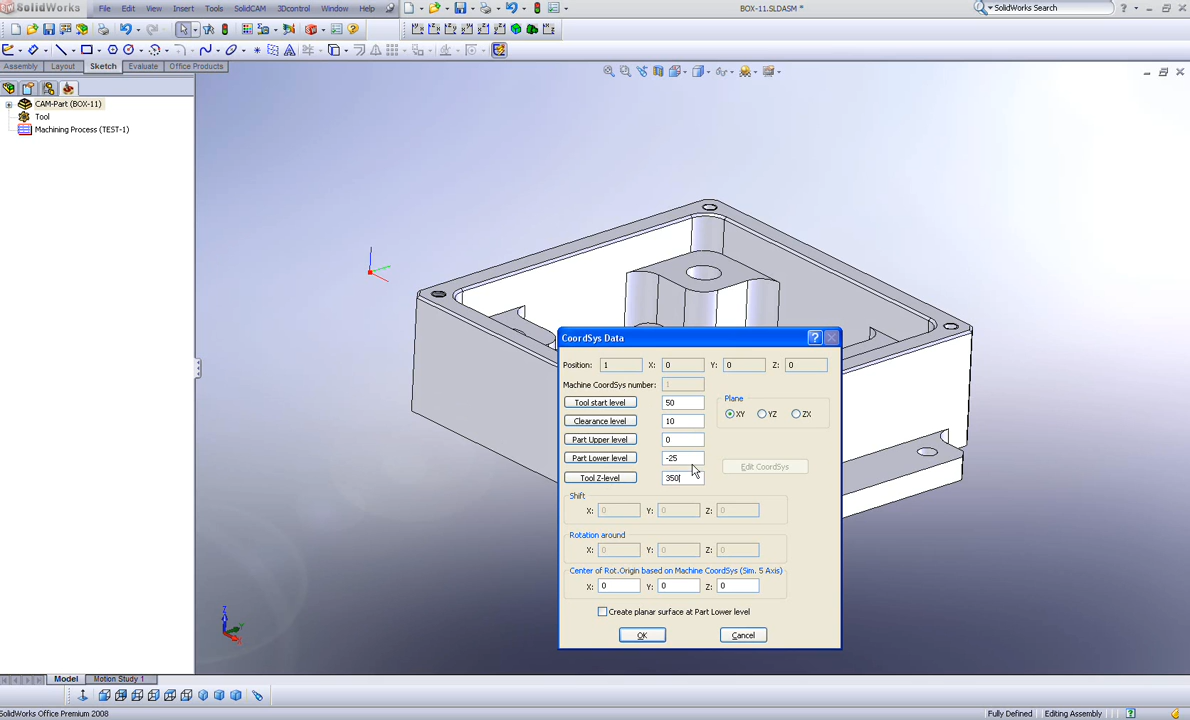 SolidWorks File Edit View Insert Tools SolidCAM 3Dcontrol Window Help BOX-11.SLDASM * SolidWorks Search
Assembly Layout Sketch Evaluate Office Products
CAM-Part (BOX-11)
Tool
Machining Process (TEST-1)
CoordSys Data
Position: 1 X: 0 Y: 0 Z: 0
Machine CoordSys number: 1
Tool start level 50
Plane
Clearance level 10
XY YZ ZX
Part Upper level 0
Part Lower level -25
Edit CoordSys
Tool Z-level 350
Shift
X: 0 Y: 0 Z: 0
Rotation around
X: 0 Y: 0 Z: 0
Center of Rot.Origin based on Machine CoordSys (Sim. 5 Axis)
X: 0 Y: 0 Z: 0
Create planar surface at Part Lower level
OK Cancel
Z
X
Model Motion Study 1
SolidWorks Office Premium 2008 Fully Defined Editing Assembly